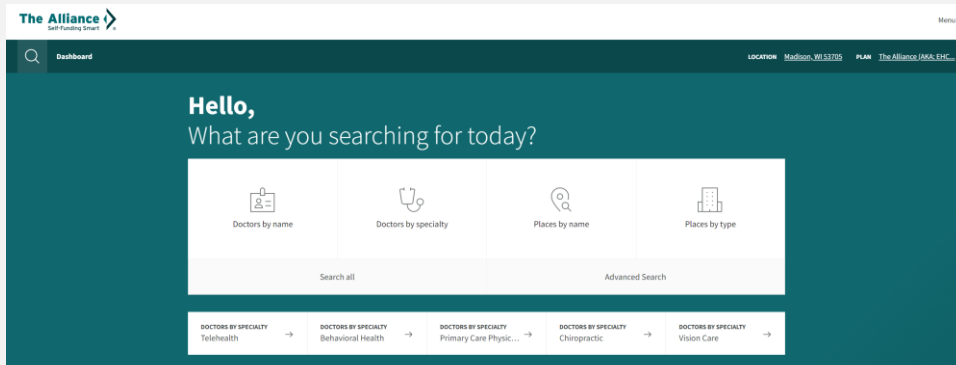 The Alliance
Self-Funding Smart
Menu
Dashboard
LOCATION Madison, WI 53705 PLAN The Alliance (AKA: EHC...
Hello,
What are you searching for today?
Doctors by name
Doctors by specialty
Places by name
Places by type
Search all
Advanced Search
DOCTORS BY SPECIALTY
Telehealth
DOCTORS BY SPECIALTY
Behavioral Health
DOCTORS BY SPECIALTY
Primary Care Physic...
DOCTORS BY SPECIALTY
Chiropractic
DOCTORS BY SPECIALTY
Vision Care